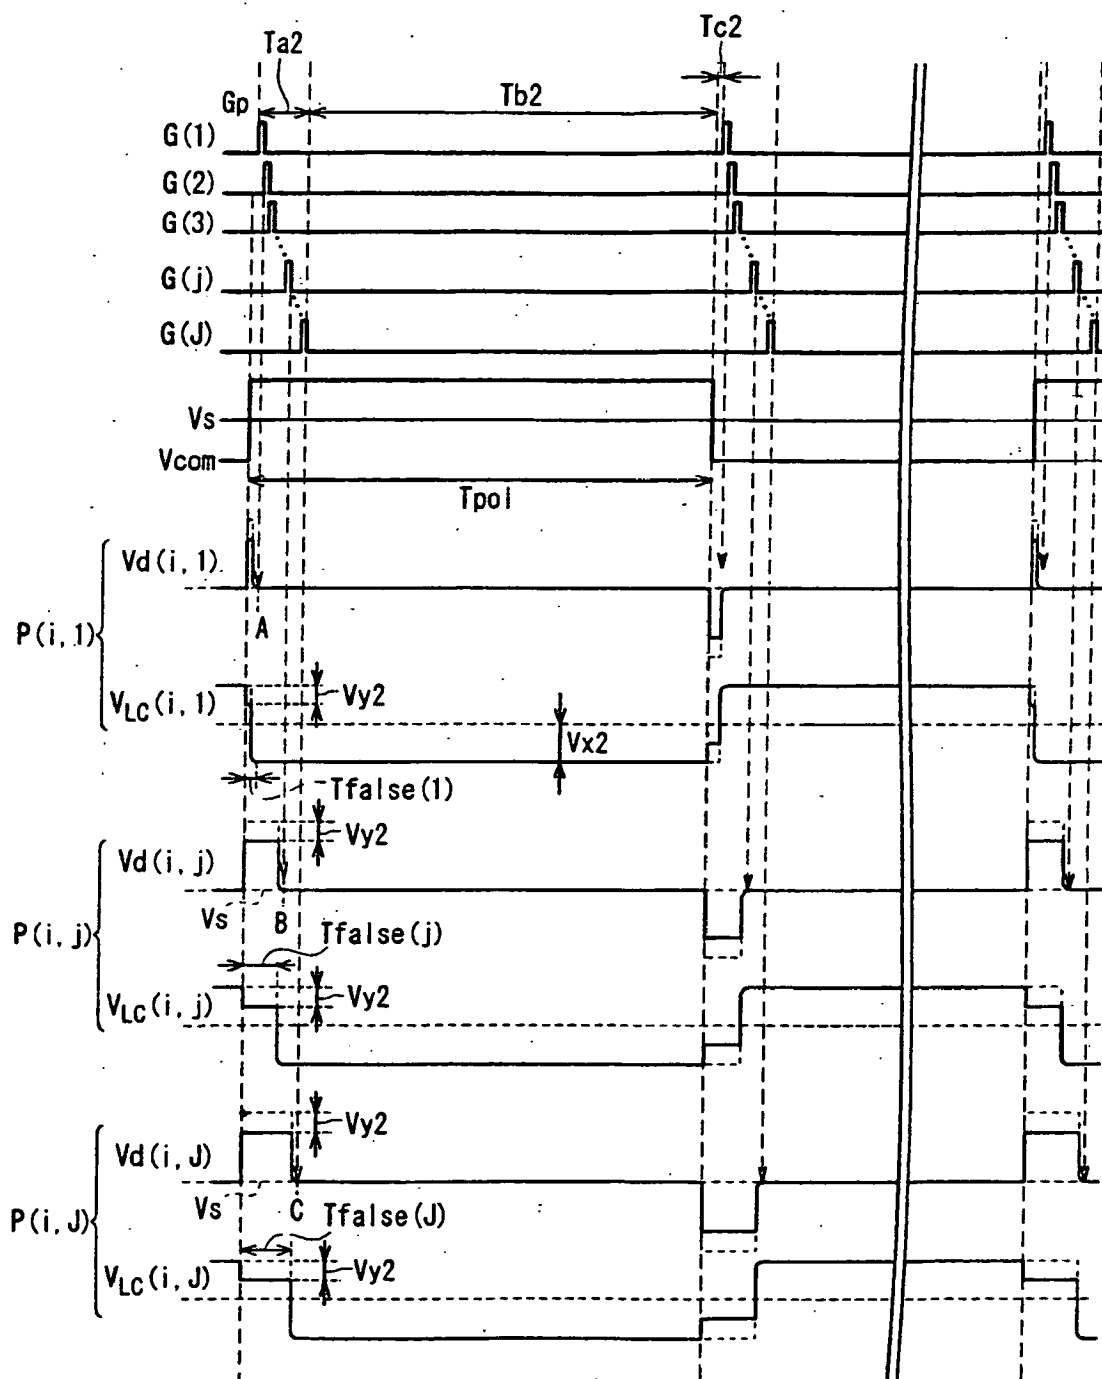 Ta2
Tc2
Gp
Tb2
G(1)
G(2)
G(3)
G(j)
G(J)
Vs
Vcom
Tpol
Vd(i,1)
A
P(i,1)
VLC(i,1)
Vy2
Vx2
Tfalse(1)
Vy2
Vd(i,j)
Vs
B
P(i,j)
Tfalse(j)
VLC(i,j)
Vy2
Vy2
Vd(i,J)
Vs
C
P(i,J)
Tfalse(J)
VLC(i,J)
Vy2